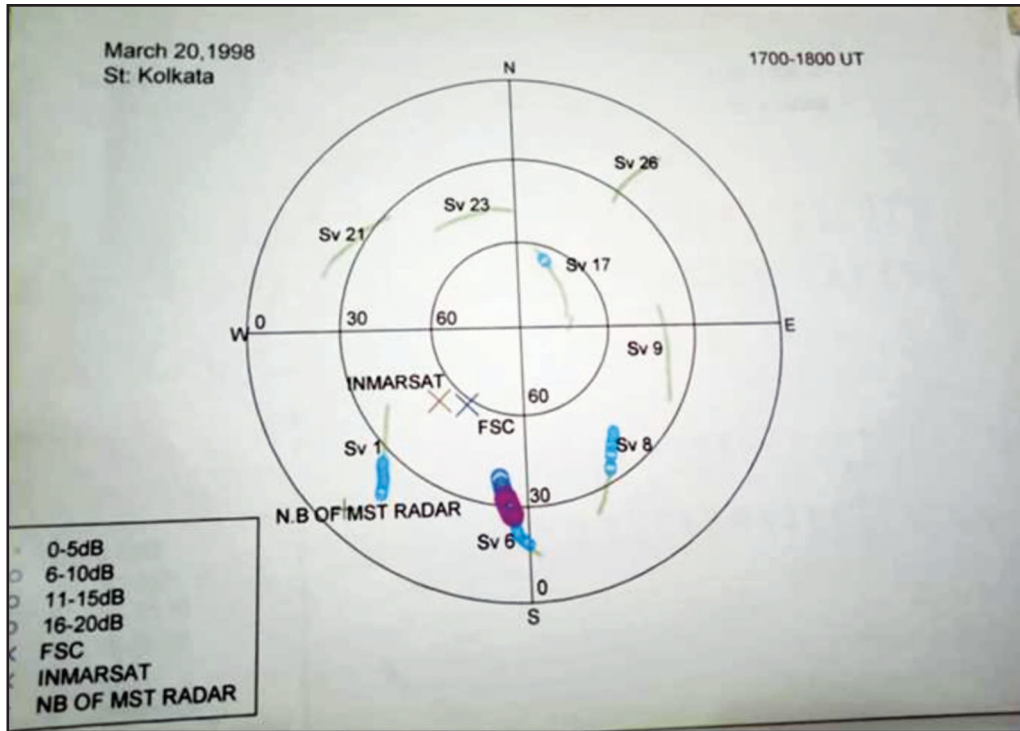 March 20,1998
St: Kolkata
1700-1800 UT
N
Sv 26
Sv 23
Sv 21
Sv 17
W
0
30
60
E
Sv 9
INMARSAT
60
FSC
Sv 1
Sv 8
N.B OF MST RADAR
30
Sv 6
0
S
0-5dB
6-10dB
11-15dB
16-20dB
FSC
INMARSAT
NB OF MST RADAR